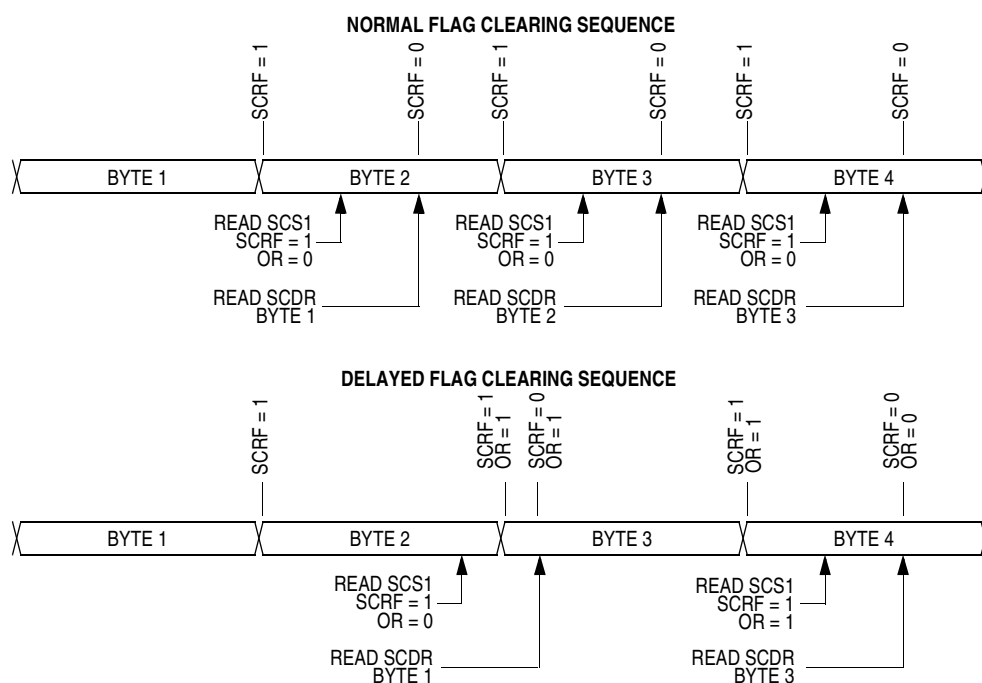 NORMAL FLAG CLEARING SEQUENCE
SCRF = 1
SCRF = 0
SCRF = 1
SCRF = 0
SCRF = 1
SCRF = 0
BYTE 1
BYTE 2
BYTE 3
BYTE 4
READ SCS1
SCRF = 1
OR = 0
READ SCS1
SCRF = 1
OR = 0
READ SCS1
SCRF = 1
OR = 0
READ SCDR
BYTE 1
READ SCDR
BYTE 2
READ SCDR
BYTE 3
DELAYED FLAG CLEARING SEQUENCE
SCRF = 1
SCRF = 1
OR = 1
SCRF = 0
OR = 1
SCRF = 1
OR = 1
SCRF = 0
OR = 0
BYTE 1
BYTE 2
BYTE 3
BYTE 4
READ SCS1
SCRF = 1
OR = 0
READ SCS1
SCRF = 1
OR = 1
READ SCDR
BYTE 1
READ SCDR
BYTE 3